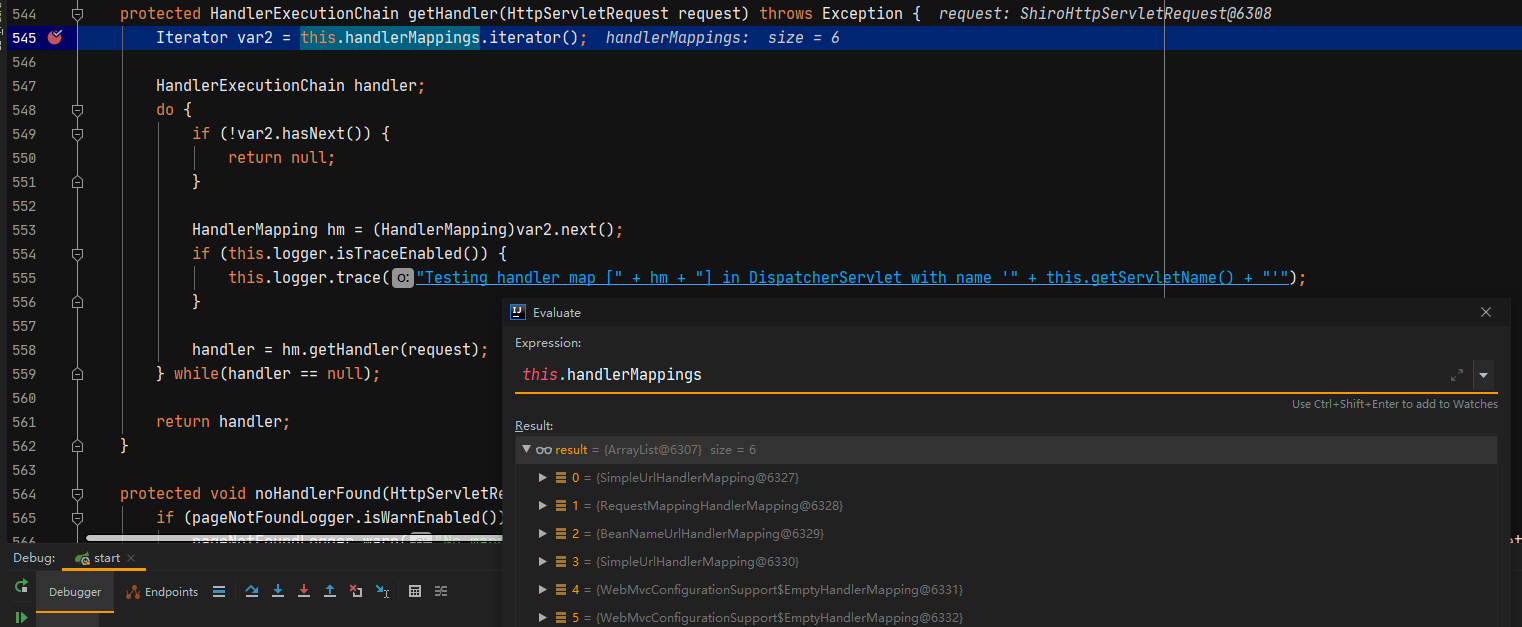 544 protected HandlerExecutionChain getHandler(HttpServletRequest request) throws Exception { request: ShiroHttpServletRequest@6308
545 Iterator var2 = this.handlerMappings.iterator(); handlerMappings: size = 6
546
547 HandlerExecutionChain handler;
548 do {
549 if (!var2.hasNext()) {
550 return null;
551 }
552
553 HandlerMapping hm = (HandlerMapping)var2.next();
554 if (this.logger.isTraceEnabled()) {
555 this.logger.trace( o: "Testing handler map [" + hm + "] in DispatcherServlet with name '" + this.getServletName() + "'");
556 }
557
558 handler = hm.getHandler(request);
559 } while(handler == null);
560
561 return handler;
562 }
563
564 protected void noHandlerFound(HttpServletRe
565 if (pageNotFoundLogger.isWarnEnabled())
Evaluate
Expression:
this.handlerMappings
Use Ctrl+Shift+Enter to add to Watches
Result:
result = {ArrayList@6307} size = 6
0 = {SimpleUrlHandlerMapping@6327}
1 = {RequestMappingHandlerMapping@6328}
2 = {BeanNameUrlHandlerMapping@6329}
3 = {SimpleUrlHandlerMapping@6330}
4 = {WebMvcConfigurationSupport$EmptyHandlerMapping@6331}
5 = {WebMvcConfigurationSupport$EmptyHandlerMapping@6332}
Debug: start
Debugger Endpoints